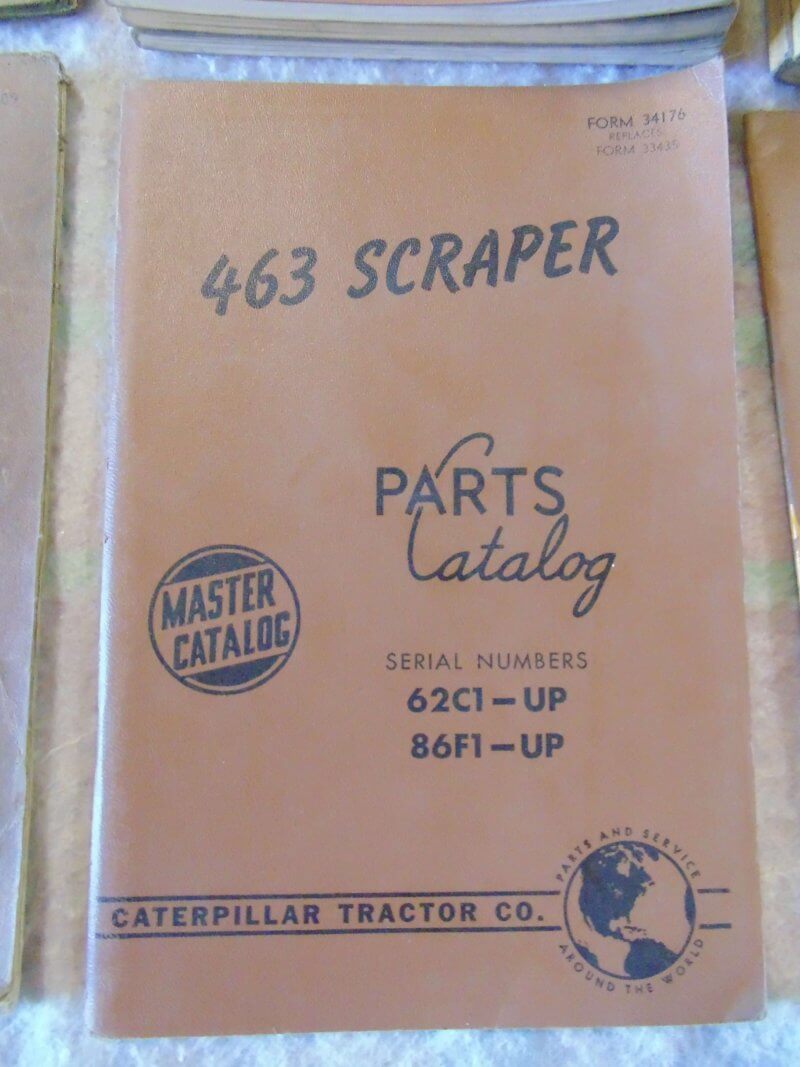 FORM 34176
REPLACES
FORM 33435
463 SCRAPER
PARTS
Catalog
MASTER
CATALOG
SERIAL NUMBERS
62C1-UP
86F1-UP
CATERPILLAR TRACTOR CO.
PARTS AND SERVICE
AROUND THE WORLD